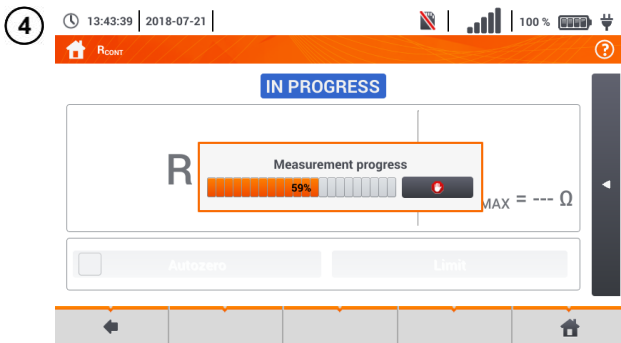 4
13:43:39 2018-07-21 100 %
RCONT
?
IN PROGRESS
Measurement progress
R
59%
MAX = --- Ω
Autozero Limit